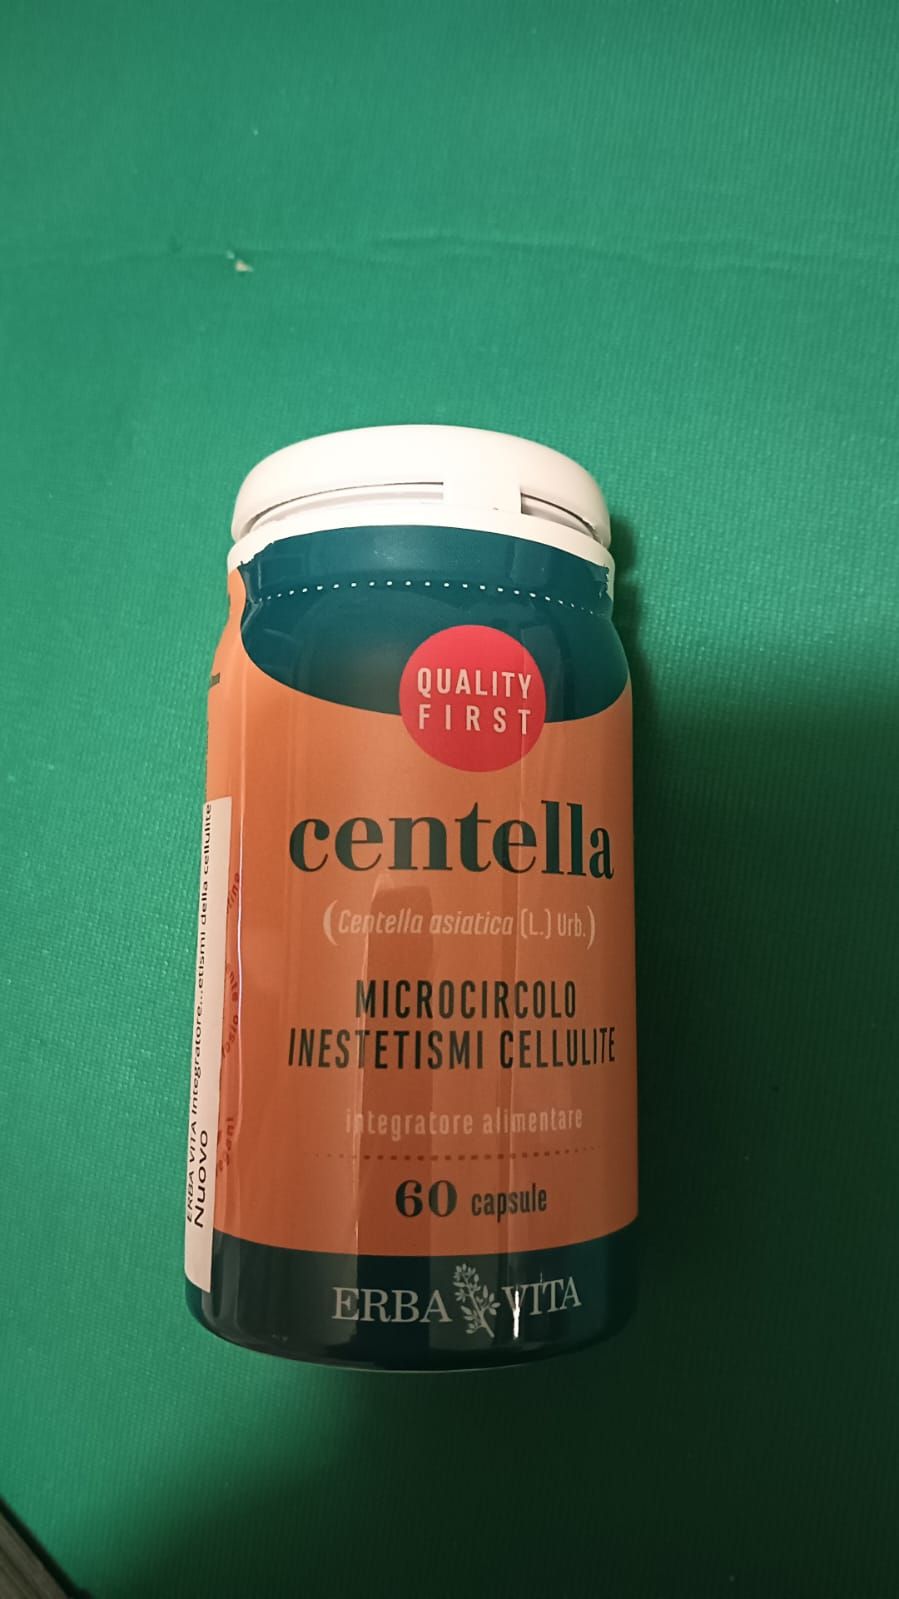 QUALITY
FIRST
centella
(Centella asiatica (L.) Urb.)
MICROCIRCOLO
INESTETISMI CELLULITE
integratore alimentare
60 capsule
ERBA VITA
ERBA VITA Integratore...etismi della cellulite
Nuovo